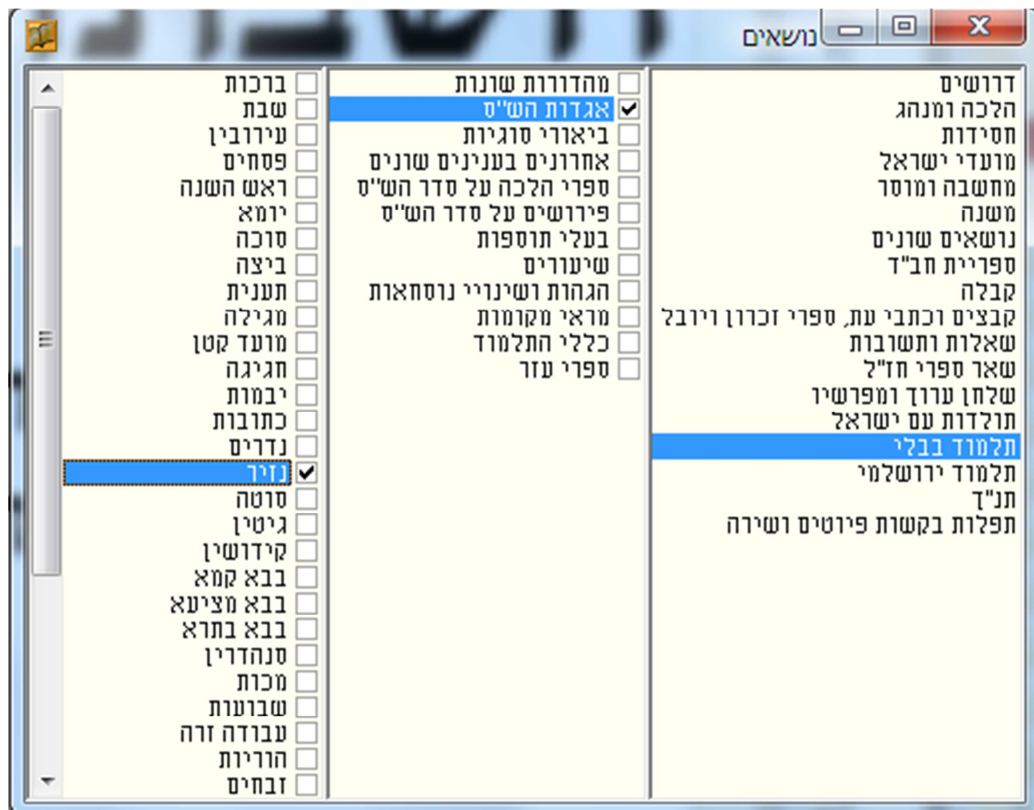 נושאים
דרושים
הלכה ומנהג
חסידות
מועדי ישראל
מחשבה ומוסר
משנה
נושאים שונים
ספריית חב"ד
קבלה
קבצים וכתבי עת, ספרי זכרון ויובל
שאלות ותשובות
שאר ספרי חז"ל
שלחן ערוך ומפרשיו
תולדות עם ישראל
תלמוד בבלי
תלמוד ירושלמי
תנ"ך
תפלות בקשות פיוטים ושירה
מהדורות שונות
אגדות הש"ס
ביאורי סוגיות
אחרונים בענינים שונים
ספרי הלכה על סדר הש"ס
פירושים על סדר הש"ס
בעלי תוספות
שיעורים
הגהות ושינויי נוסחאות
מראי מקומות
כללי התלמוד
ספרי עזר
ברכות
שבת
עירובין
פסחים
ראש השנה
יומא
סוכה
ביצה
תענית
מגילה
מועד קטן
חגיגה
יבמות
כתובות
נדרים
נזיר
סוטה
גיטין
קידושין
בבא קמא
בבא מציעא
בבא בתרא
סנהדרין
מכות
שבועות
עבודה זרה
הוריות
זבחים